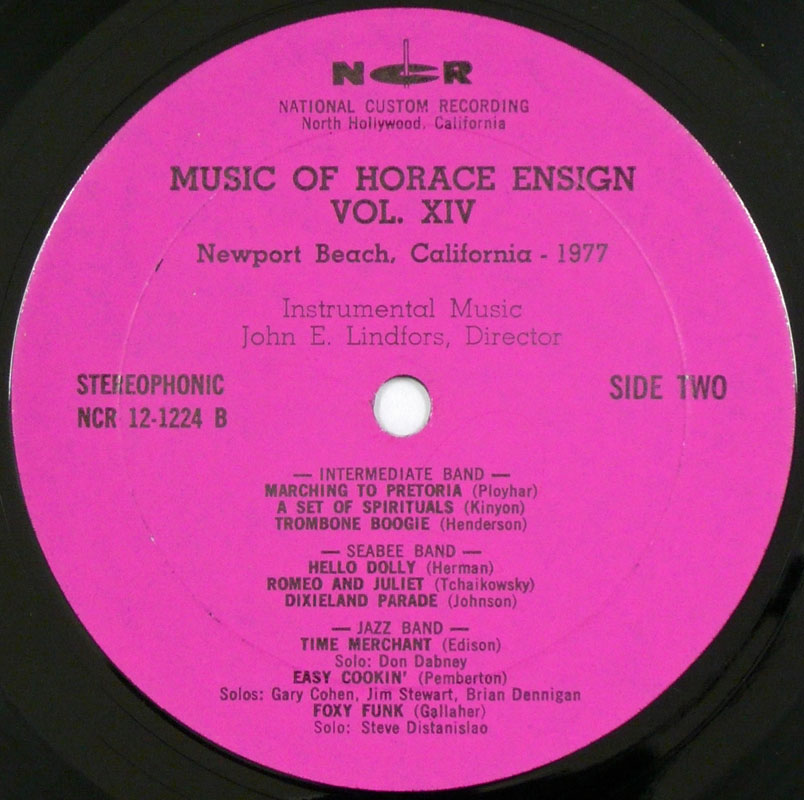 NCR
NATIONAL CUSTOM RECORDING
North Hollywood, California
MUSIC OF HORACE ENSIGN
VOL. XIV
Newport Beach, California - 1977
Instrumental Music
John E. Lindfors, Director
STEREOPHONIC
NCR 12-1224 B
SIDE TWO
— INTERMEDIATE BAND —
MARCHING TO PRETORIA (Ployhar)
A SET OF SPIRITUALS (Kinyon)
TROMBONE BOOGIE (Henderson)
— SEABEE BAND —
HELLO DOLLY (Herman)
ROMEO AND JULIET (Tchaikowsky)
DIXIELAND PARADE (Johnson)
— JAZZ BAND —
TIME MERCHANT (Edison)
Solo: Don Dabney
EASY COOKIN' (Pemberton)
Solos: Gary Cohen, Jim Stewart, Brian Dennigan
FOXY FUNK (Gallaher)
Solo: Steve Distanislao